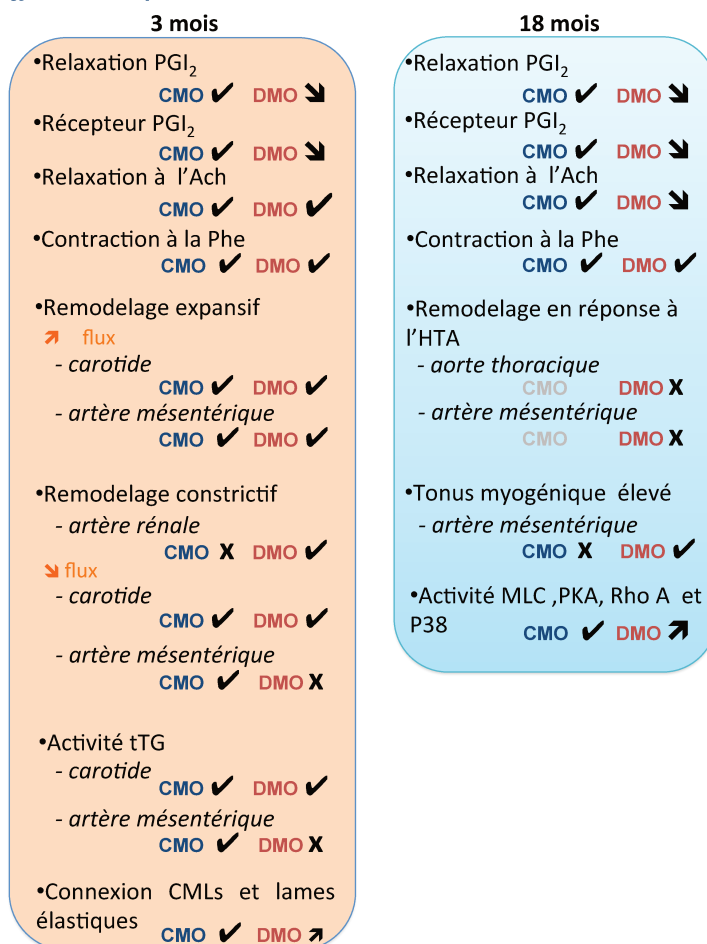 3 mois
•Relaxation PGI₂
CMO ✔ DMO ➘
•Récepteur PGI₂
CMO ✔ DMO ➘
•Relaxation à l'Ach
CMO ✔ DMO ✔
•Contraction à la Phe
CMO ✔ DMO ✔
•Remodelage expansif
➚ flux
- carotide
CMO ✔ DMO ✔
- artère mésentérique
CMO ✔ DMO ✔
•Remodelage constrictif
- artère rénale
CMO X DMO ✔
➘ flux
- carotide
CMO ✔ DMO ✔
- artère mésentérique
CMO ✔ DMO X
•Activité tTG
- carotide
CMO ✔ DMO ✔
- artère mésentérique
CMO ✔ DMO X
•Connexion CMLs et lames
élastiques
CMO ✔ DMO ➚
18 mois
•Relaxation PGI₂
CMO ✔ DMO ➘
•Récepteur PGI₂
CMO ✔ DMO ➘
•Relaxation à l'Ach
CMO ✔ DMO ➘
•Contraction à la Phe
CMO ✔ DMO ✔
•Remodelage en réponse à
l'HTA
- aorte thoracique
CMO DMO X
- artère mésentérique
CMO DMO X
•Tonus myogénique élevé
- artère mésentérique
CMO X DMO ✔
•Activité MLC ,PKA, Rho A et
P38
CMO ✔ DMO ➚